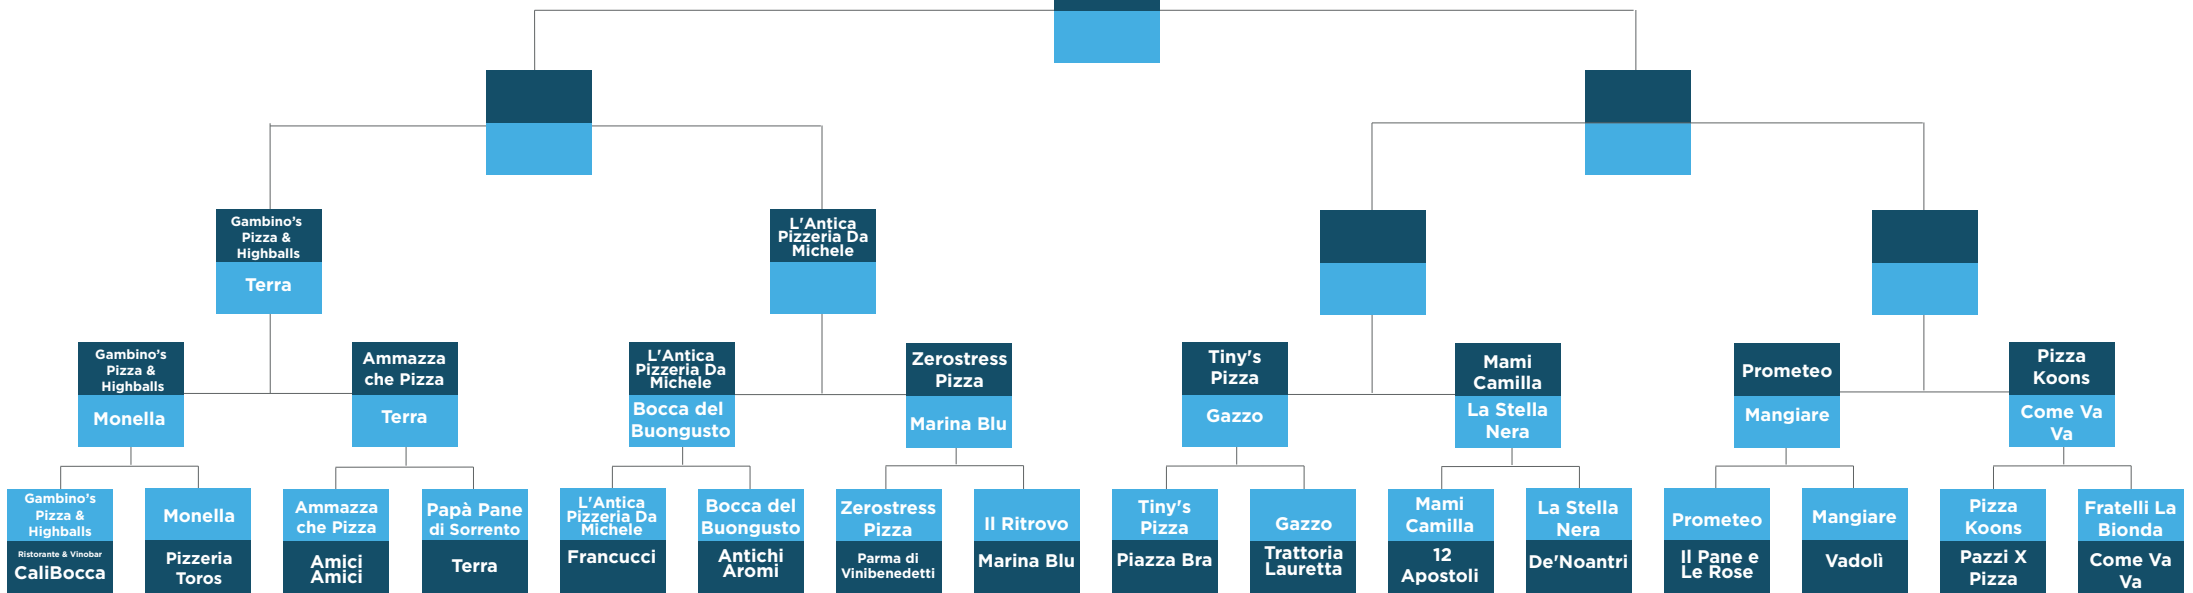 Gambino's
Pizza &
Highballs
Terra
L'Antica
Pizzeria Da
Michele
Gambino's
Pizza &
Highballs
Monella
Ammazza
che Pizza
Terra
L'Antica
Pizzeria Da
Michele
Bocca del
Buongusto
Zerostress
Pizza
Marina Blu
Tiny's
Pizza
Gazzo
Mami
Camilla
La Stella
Nera
Prometeo
Mangiare
Pizza
Koons
Come Va
Va
Gambino's
Pizza &
Highballs
Ristorante & Vinobar
CaliBocca
Monella
Pizzeria
Toros
Ammazza
che Pizza
Amici
Amici
Papà Pane
di Sorrento
Terra
L'Antica
Pizzeria Da
Michele
Francucci
Bocca del
Buongusto
Antichi
Aromi
Zerostress
Pizza
Parma di
Vinibenedetti
Il Ritrovo
Marina Blu
Tiny's
Pizza
Piazza Bra
Gazzo
Trattoria
Lauretta
Mami
Camilla
12
Apostoli
La Stella
Nera
De'Noantri
Prometeo
Il Pane e
Le Rose
Mangiare
Vadolì
Pizza
Koons
Pazzi X
Pizza
Fratelli La
Bionda
Come Va
Va